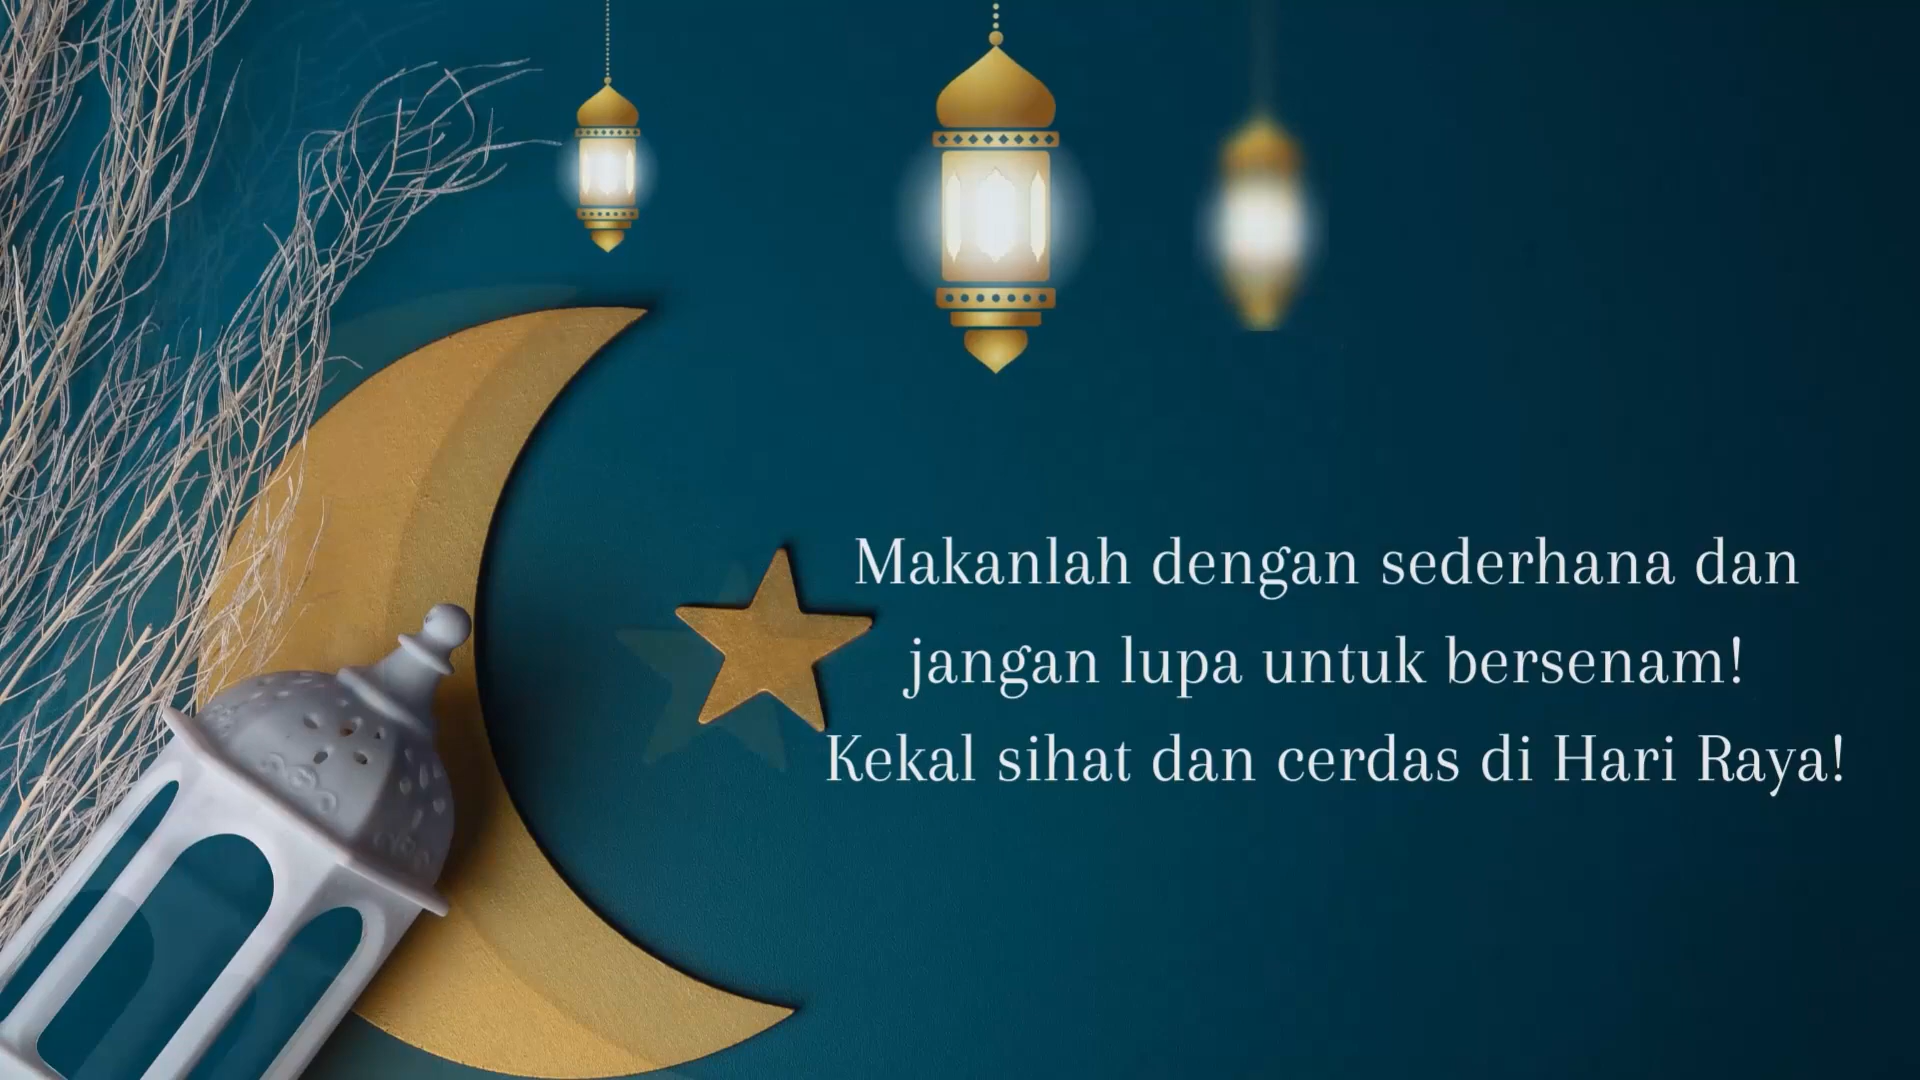 Makanlah dengan sederhana dan
jangan lupa untuk bersenam!
Kekal sihat dan cerdas di Hari Raya!